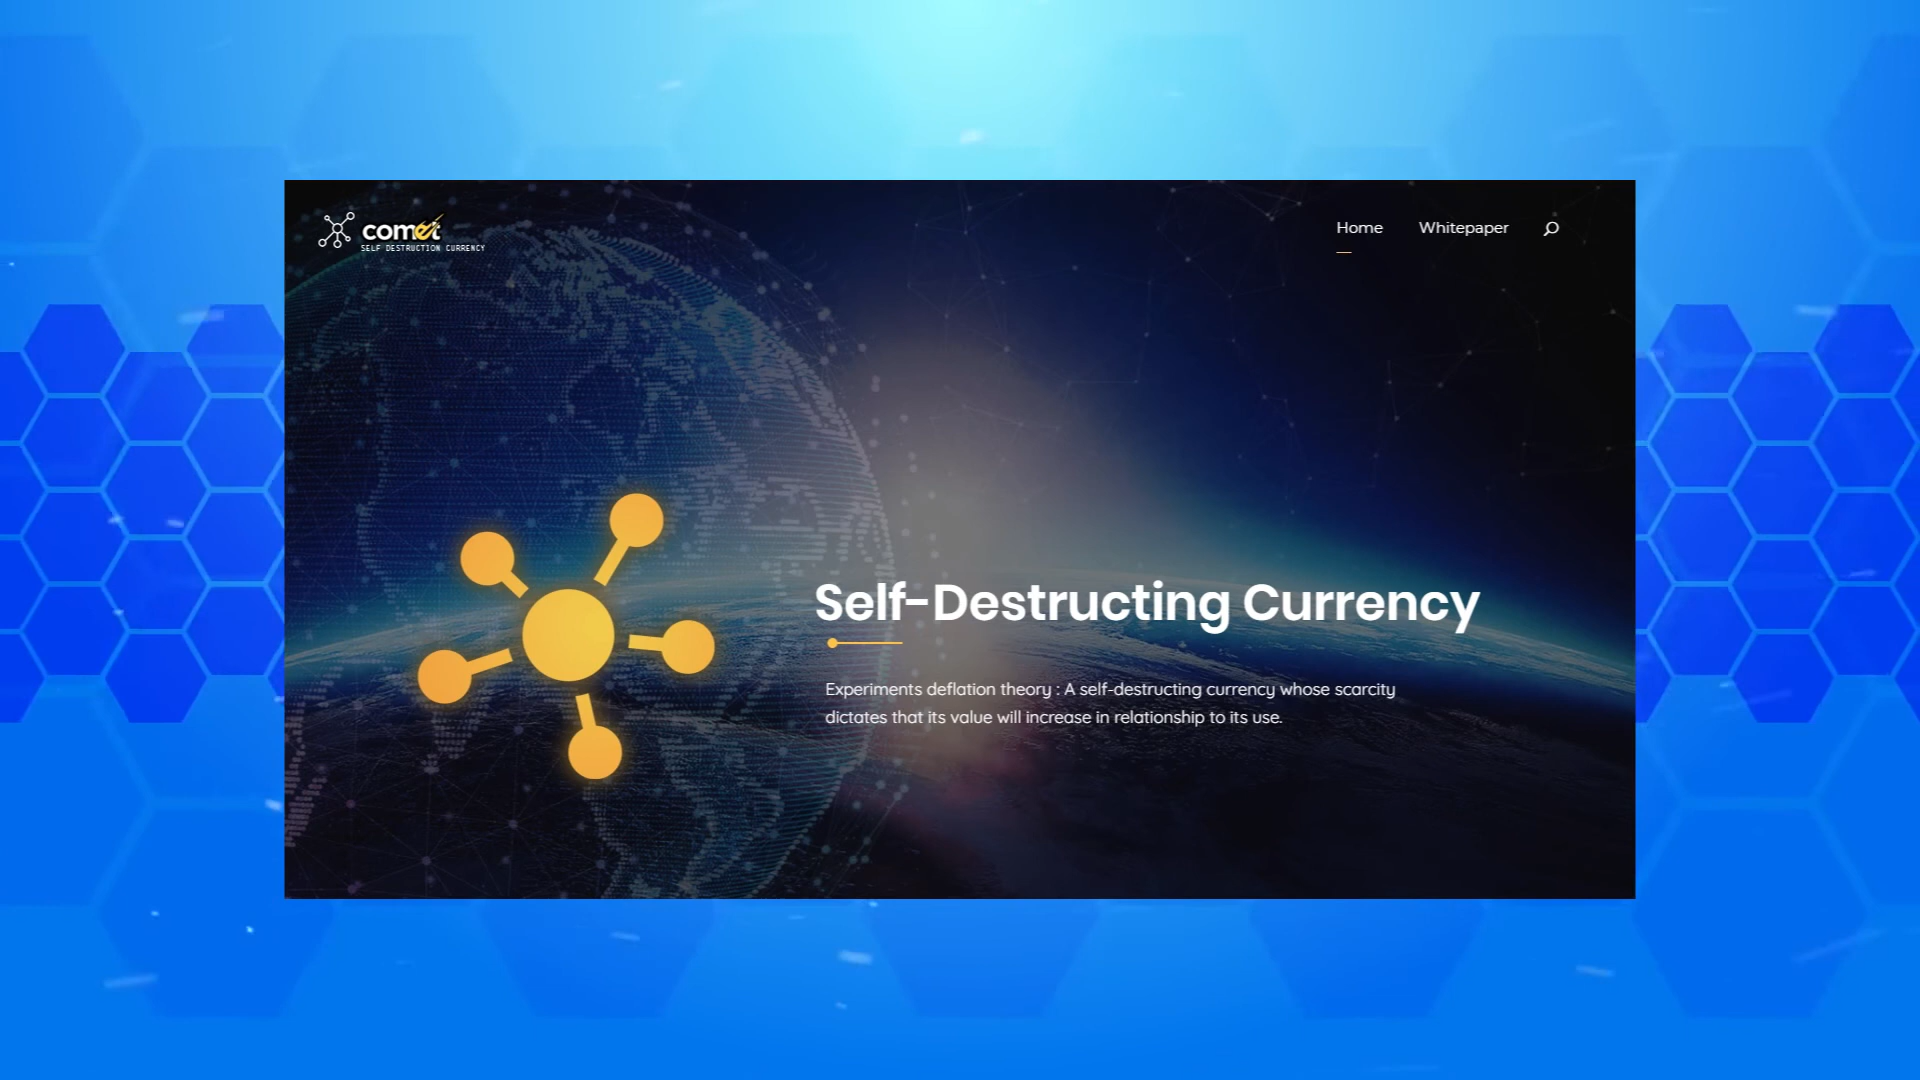 comet
SELF DESTRUCTION CURRENCY
Home
Whitepaper
Self-Destructing Currency
Experiments deflation theory : A self-destructing currency whose scarcity
dictates that its value will increase in relationship to its use.